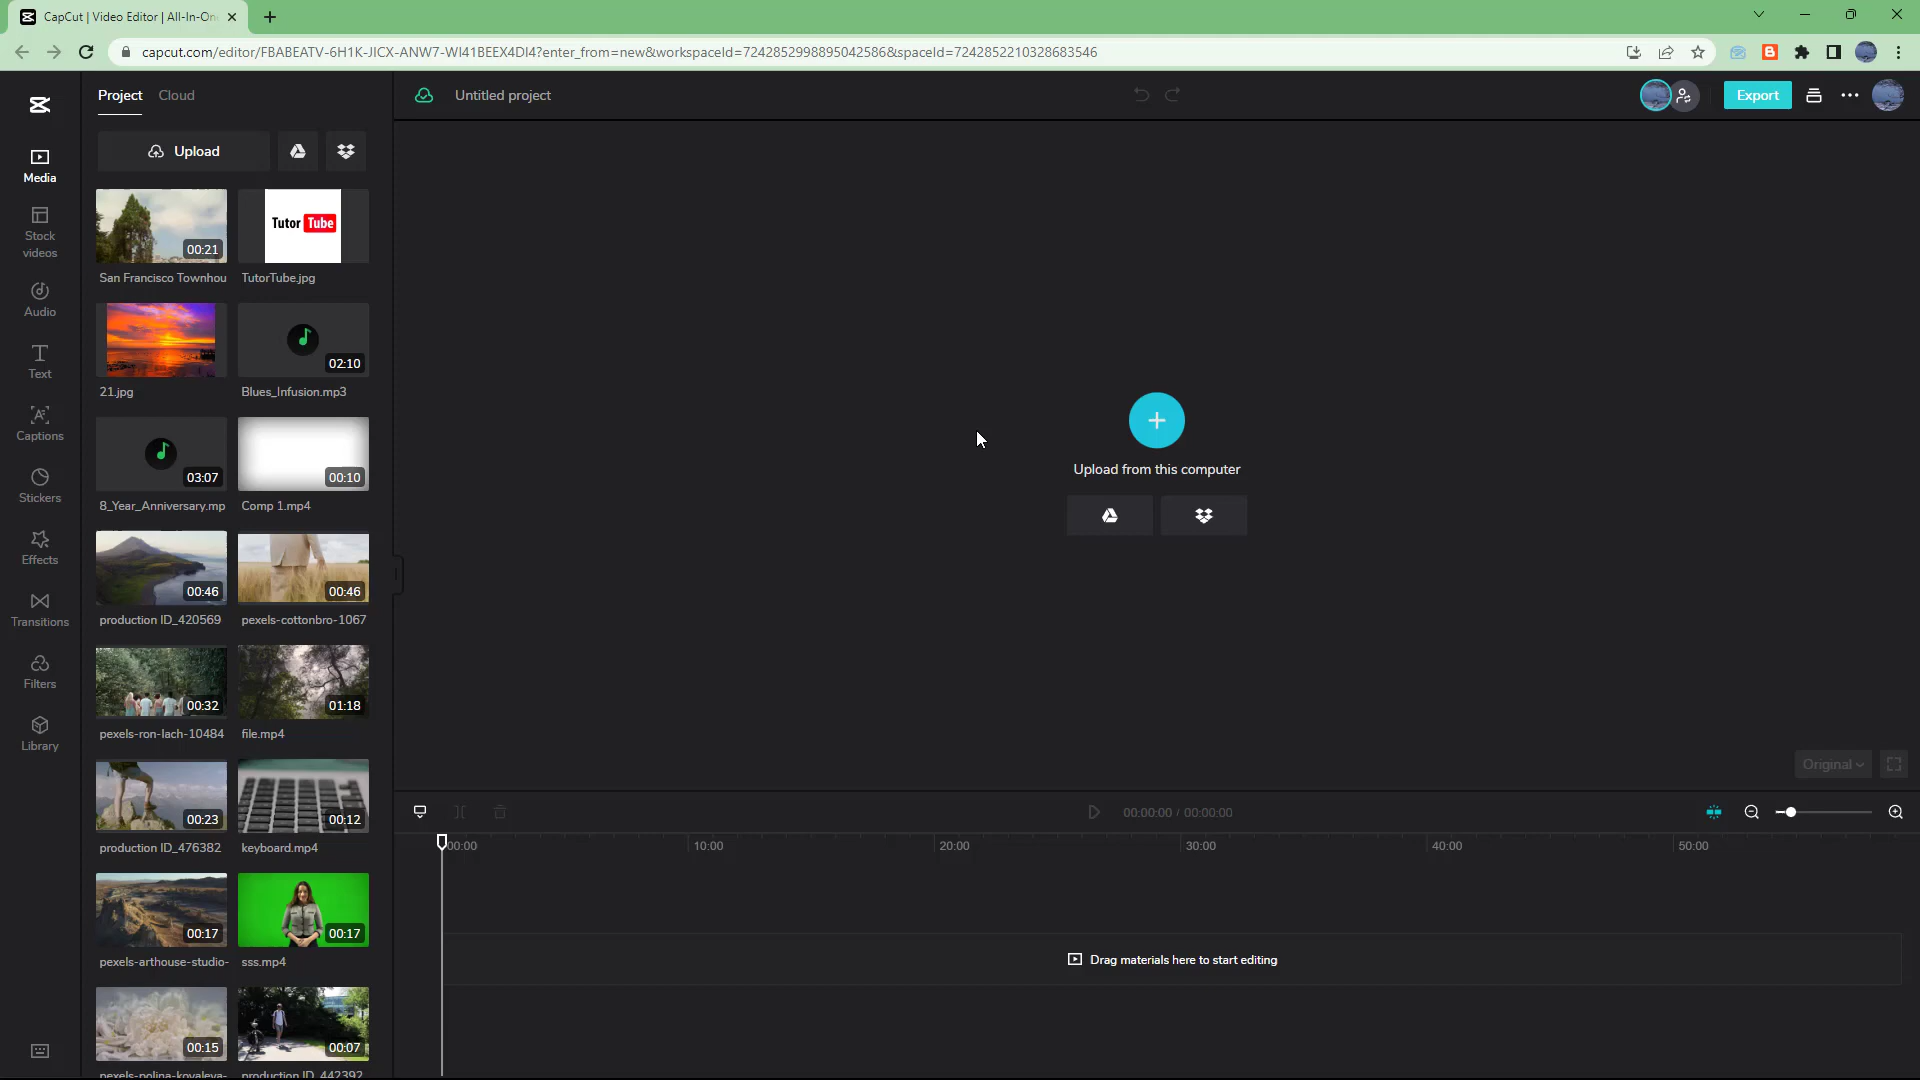 CapCut | Video Editor | All-In-On
capcut.com/editor/FBABEATV-6H1K-JICX-ANW7-WI41BEEX4DI4?enter_from=new&workspaceId=7242852998895042586&spaceId=7242852210328683546
Project
Cloud
Untitled project
Export
Upload
Media
Stock
videos
Audio
Text
Captions
Stickers
Effects
Transitions
Filters
Library
00:21
Tutor Tube
San Francisco Townhou
TutorTube.jpg
02:10
21.jpg
Blues_Infusion.mp3
03:07
00:10
8_Year_Anniversary.mp
Comp 1.mp4
00:46
00:46
production ID_420569
pexels-cottonbro-1067
00:32
01:18
pexels-ron-lach-10484
file.mp4
00:23
00:12
production ID_476382
keyboard.mp4
00:17
00:17
pexels-arthouse-studio-
sss.mp4
00:15
00:07
pexels-polina-kovaleva-
production ID_442392
Upload from this computer
Original
00:00:00 / 00:00:00
00:00
10:00
20:00
30:00
40:00
50:00
Drag materials here to start editing